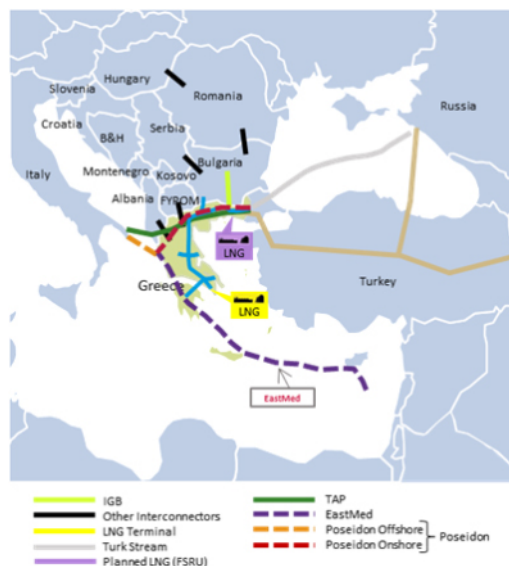 Hungary
Slovenia
Romania
Russia
Croatia
B&H
Serbia
Italy
Montenegro
Kosovo
Bulgaria
Albania
FYROM
LNG
Greece
Turkey
LNG
EastMed
IGB
TAP
Other Interconnectors
EastMed
LNG Terminal
Poseidon Offshore
Poseidon
Turk Stream
Poseidon Onshore
Planned LNG (FSRU)